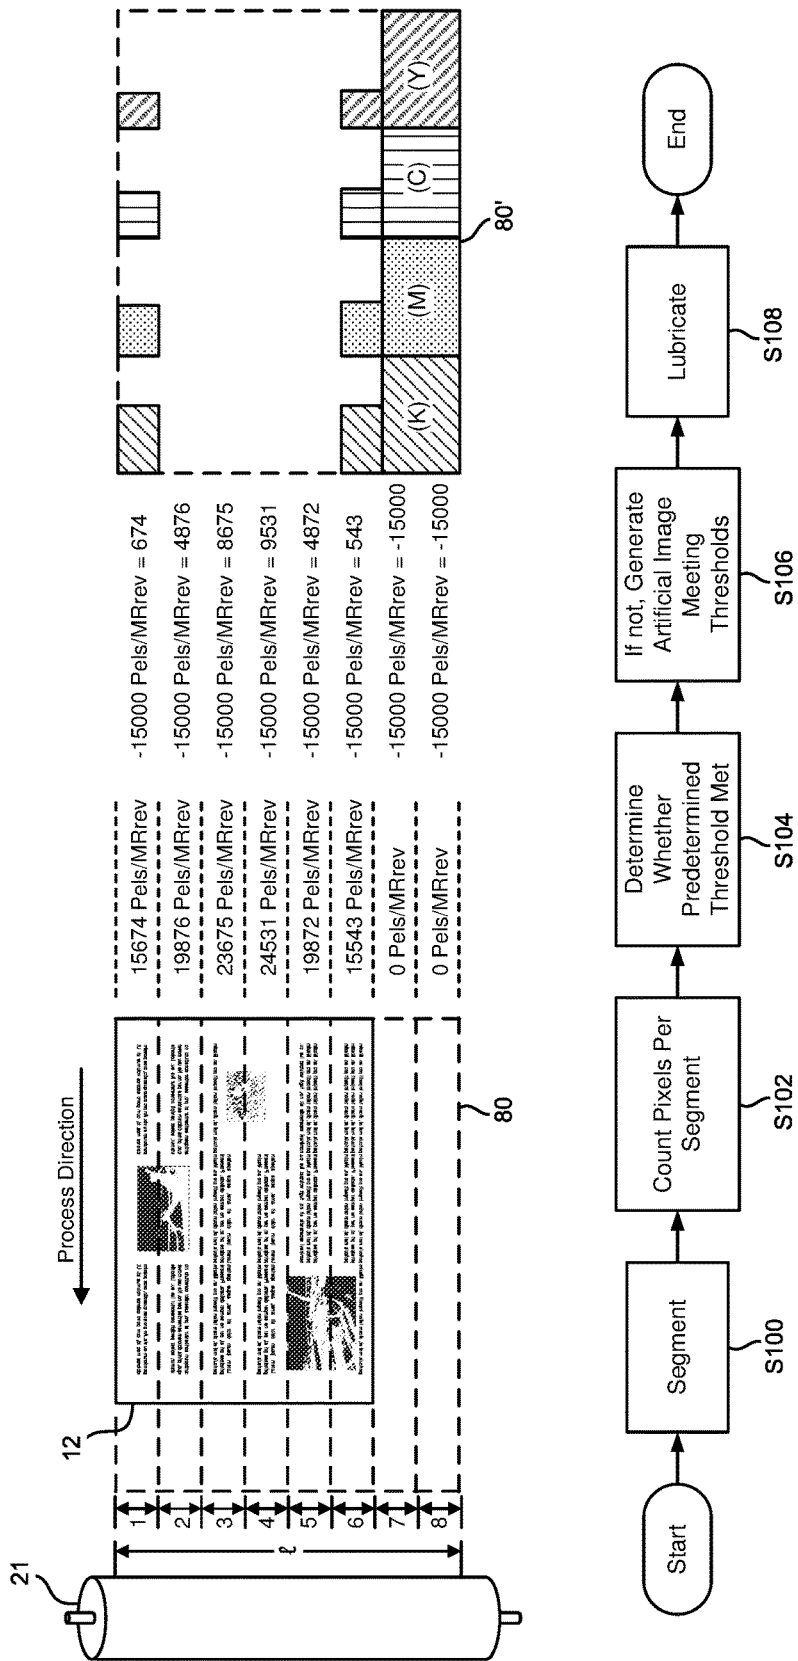 21
ℓ
1
2
3
4
5
6
7
8
12
Process Direction
80
15674 Pels/MRrev
19876 Pels/MRrev
23675 Pels/MRrev
24531 Pels/MRrev
19872 Pels/MRrev
15543 Pels/MRrev
0 Pels/MRrev
0 Pels/MRrev
-15000 Pels/MRrev = 674
-15000 Pels/MRrev = 4876
-15000 Pels/MRrev = 8675
-15000 Pels/MRrev = 9531
-15000 Pels/MRrev = 4872
-15000 Pels/MRrev = 543
-15000 Pels/MRrev = -15000
-15000 Pels/MRrev = -15000
(K)
(M)
(C)
(Y)
80'
Start
Segment
S100
Count Pixels Per
Segment
S102
Determine
Whether
Predetermined
Threshold Met
S104
If not, Generate
Artificial Image
Meeting
Thresholds
S106
Lubricate
S108
End